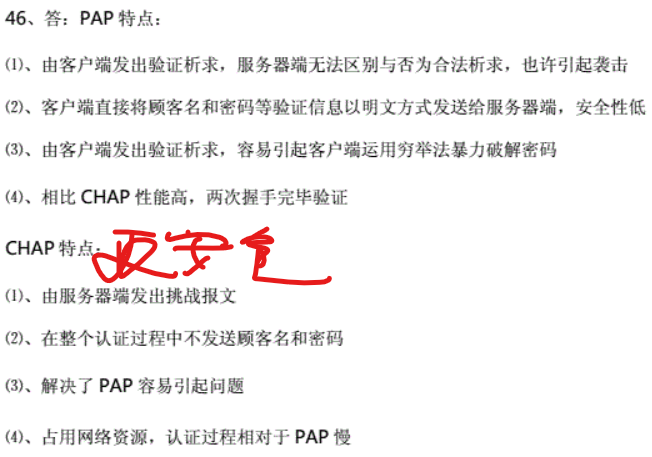 46、答：PAP 特点：
⑴、由客户端发出验证析求，服务器端无法区别与否为合法析求，也许引起袭击
⑵、客户端直接将顾客名和密码等验证信息以明文方式发送给服务器端，安全性低
⑶、由客户端发出验证析求，容易引起客户端运用穷举法暴力破解密码
⑷、相比 CHAP 性能高，两次握手完毕验证
CHAP 特点：更安全
⑴、由服务器端发出挑战报文
⑵、在整个认证过程中不发送顾客名和密码
⑶、解决了 PAP 容易引起问题
⑷、占用网络资源，认证过程相对于 PAP 慢